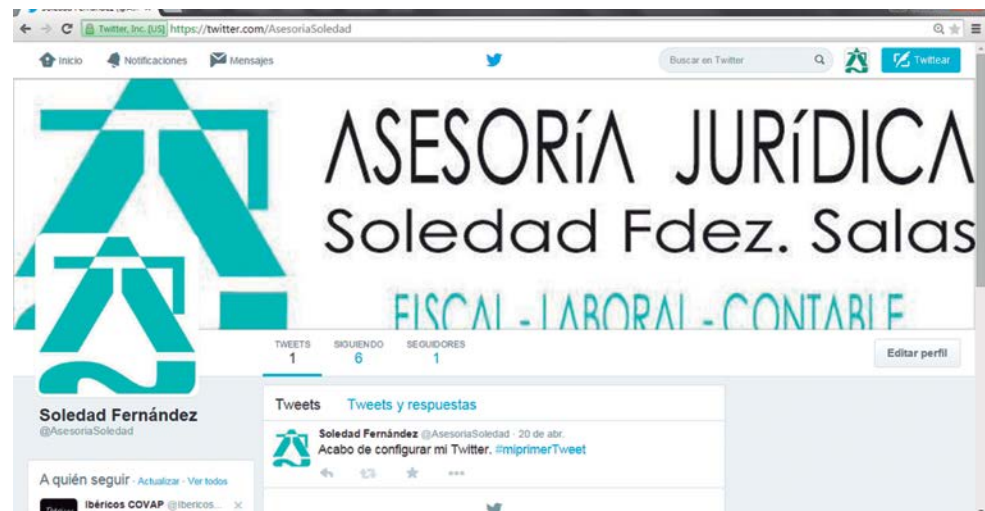 Twitter, Inc. [US] https://twitter.com/AsesoriaSoledad
Inicio Notificaciones Mensajes Buscar en Twitter Twittear
ASESORÍA JURÍDICA
Soledad Fdez. Salas
FISCAL - LABORAL - CONTABLE
TWEETS SIGUIENDO SEGUIDORES
1 6 1
Editar perfil
Soledad Fernández
@AsesoriaSoledad
Tweets Tweets y respuestas
Soledad Fernández @AsesoriaSoledad · 20 de abr.
Acabo de configurar mi Twitter. #miprimerTweet
A quién seguir · Actualizar · Ver todos
Ibéricos COVAP @Ibericos...